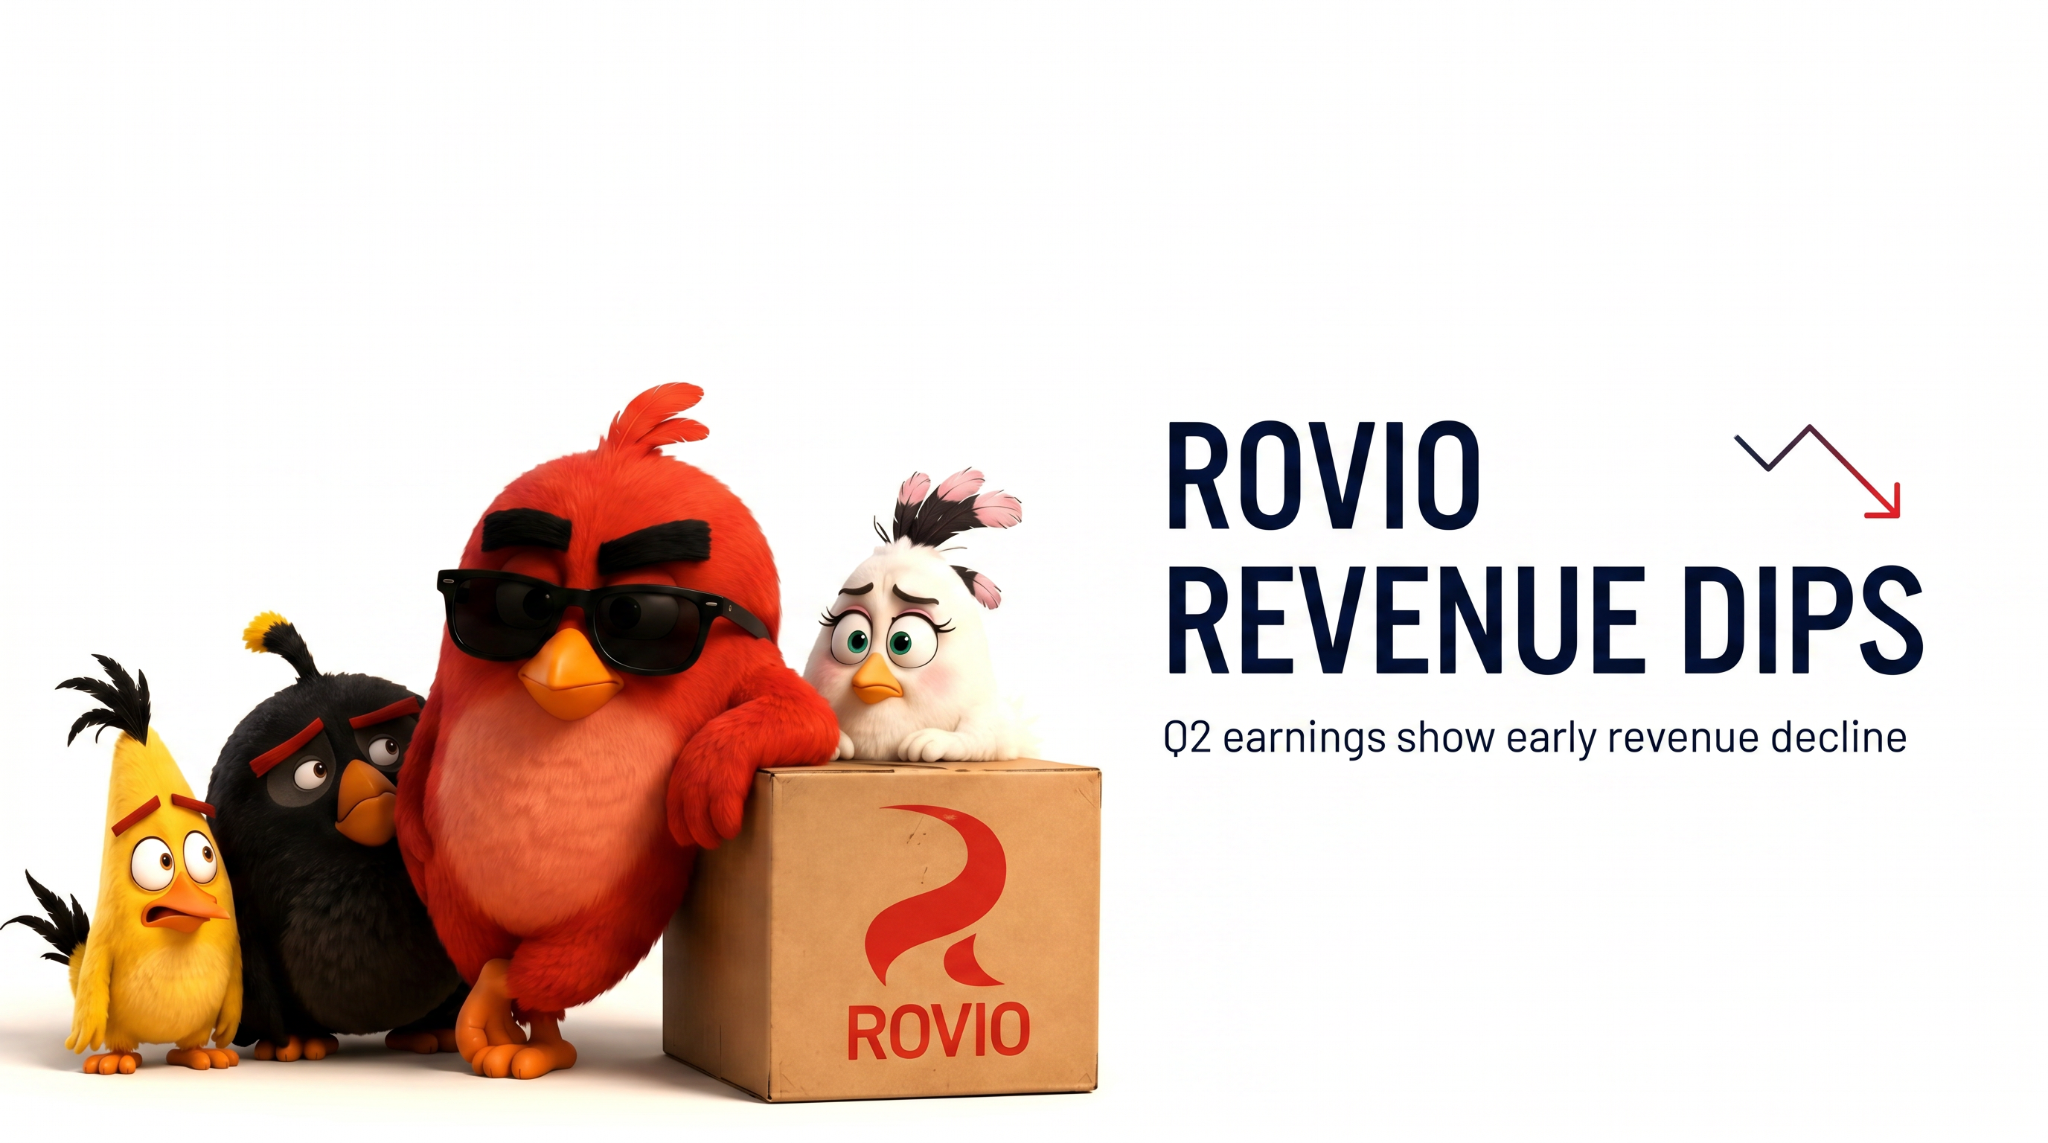 ROVIO
REVENUE DIPS
Q2 earnings show early revenue decline
ROVIO